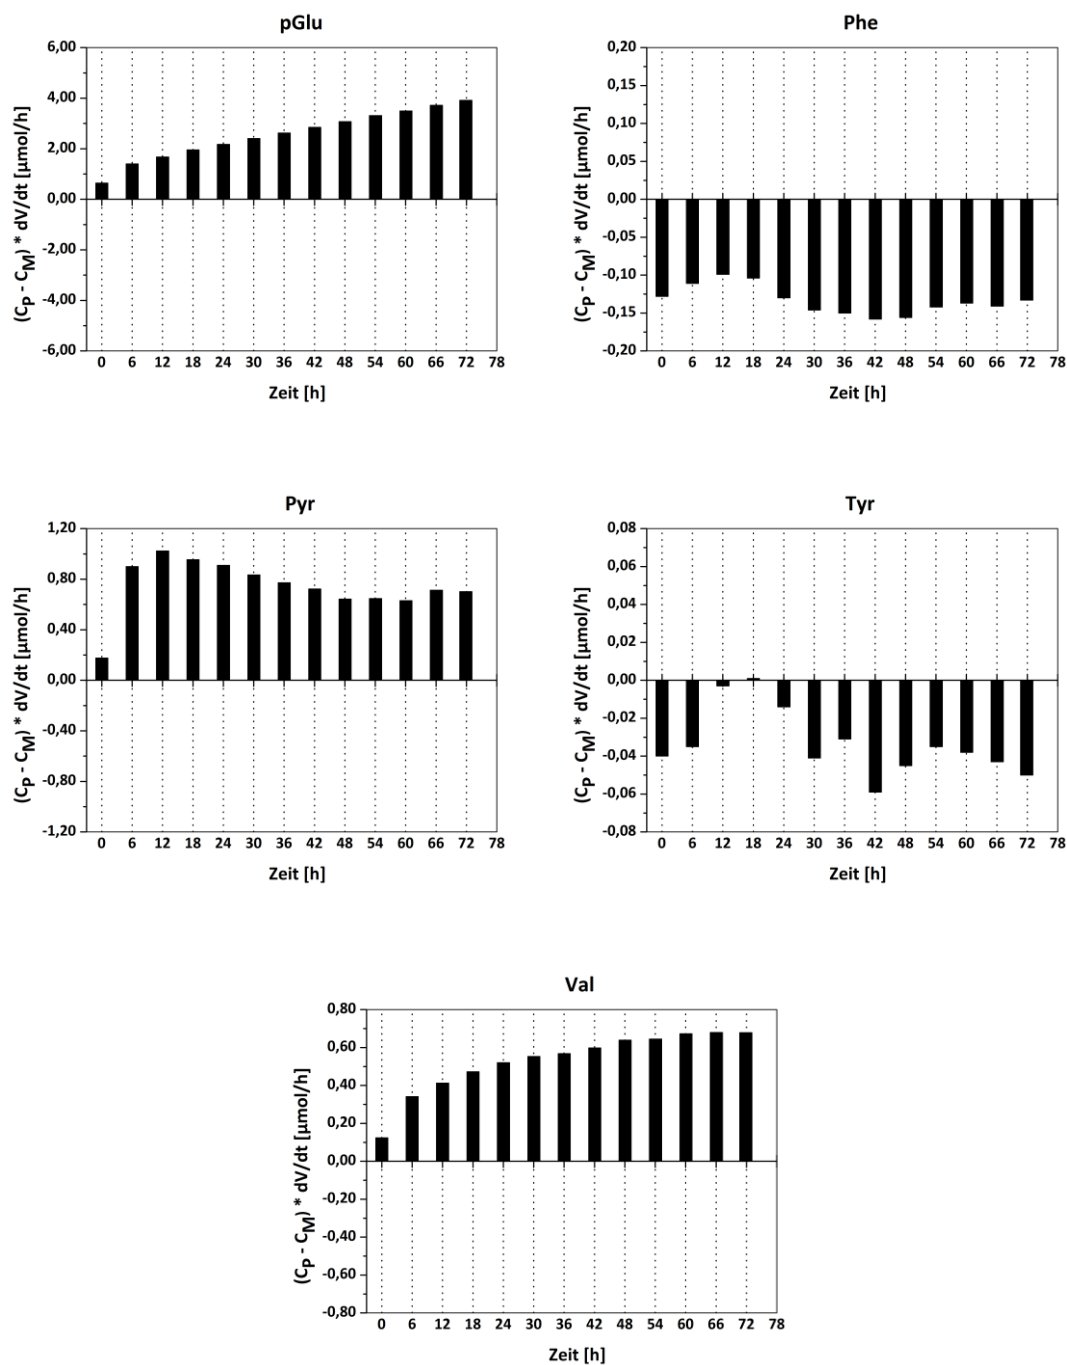 pGlu
(Cp - CM) * dV/dt [µmol/h]
6,00
4,00
2,00
0,00
-2,00
-4,00
-6,00
0 6 12 18 24 30 36 42 48 54 60 66 72 78
Zeit [h]
Phe
(Cp - CM) * dV/dt [µmol/h]
0,20
0,15
0,10
0,05
0,00
-0,05
-0,10
-0,15
-0,20
0 6 12 18 24 30 36 42 48 54 60 66 72 78
Zeit [h]
Pyr
(Cp - CM) * dV/dt [µmol/h]
1,20
0,80
0,40
0,00
-0,40
-0,80
-1,20
0 6 12 18 24 30 36 42 48 54 60 66 72 78
Zeit [h]
Tyr
(Cp - CM) * dV/dt [µmol/h]
0,08
0,06
0,04
0,02
0,00
-0,02
-0,04
-0,06
-0,08
0 6 12 18 24 30 36 42 48 54 60 66 72 78
Zeit [h]
Val
(Cp - CM) * dV/dt [µmol/h]
0,80
0,60
0,40
0,20
0,00
-0,20
-0,40
-0,60
-0,80
0 6 12 18 24 30 36 42 48 54 60 66 72 78
Zeit [h]